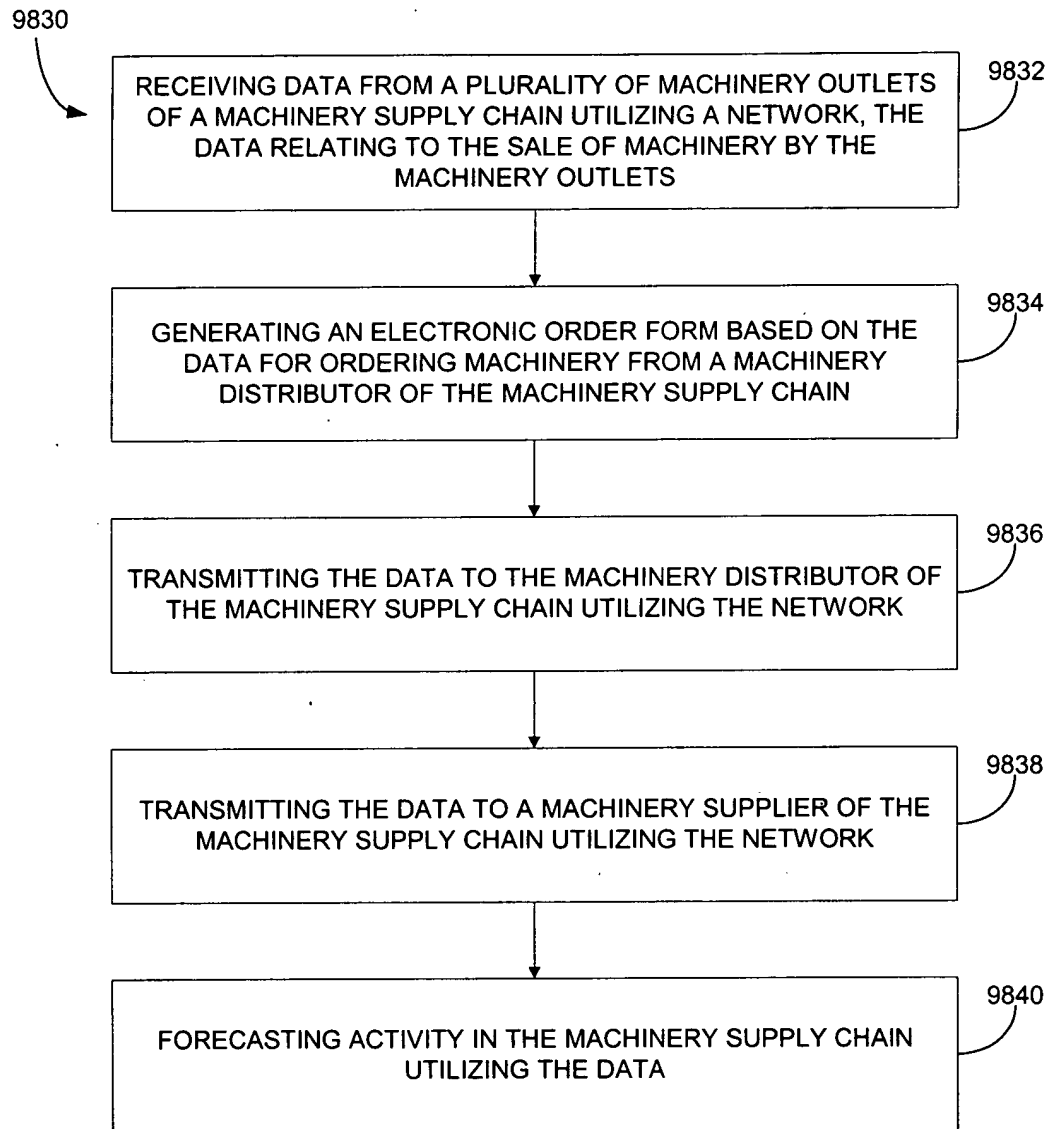 9830
RECEIVING DATA FROM A PLURALITY OF MACHINERY OUTLETS
OF A MACHINERY SUPPLY CHAIN UTILIZING A NETWORK, THE
DATA RELATING TO THE SALE OF MACHINERY BY THE
MACHINERY OUTLETS
9832
GENERATING AN ELECTRONIC ORDER FORM BASED ON THE
DATA FOR ORDERING MACHINERY FROM A MACHINERY
DISTRIBUTOR OF THE MACHINERY SUPPLY CHAIN
9834
TRANSMITTING THE DATA TO THE MACHINERY DISTRIBUTOR OF
THE MACHINERY SUPPLY CHAIN UTILIZING THE NETWORK
9836
TRANSMITTING THE DATA TO A MACHINERY SUPPLIER OF THE
MACHINERY SUPPLY CHAIN UTILIZING THE NETWORK
9838
FORECASTING ACTIVITY IN THE MACHINERY SUPPLY CHAIN
UTILIZING THE DATA
9840